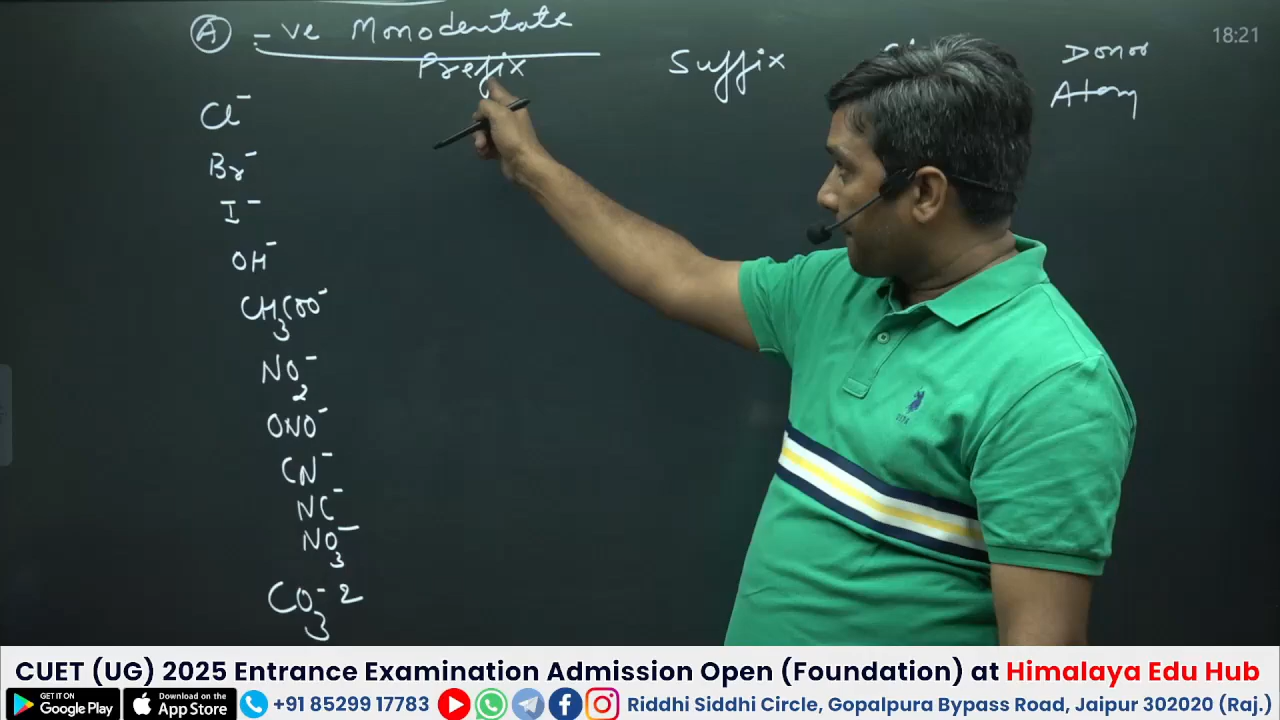 A -ve Monodentate
18:21
Prefix Suffix Donor Atom
Cl⁻
Br⁻
I⁻
OH⁻
CH₃COO⁻
NO₂⁻
ONO⁻
CN⁻
NC⁻
NO₃⁻
CO₃⁻²
CUET (UG) 2025 Entrance Examination Admission Open (Foundation) at Himalaya Edu Hub
GET IT ON Google Play Download on the App Store +91 85299 17783 Riddhi Siddhi Circle, Gopalpura Bypass Road, Jaipur 302020 (Raj.)